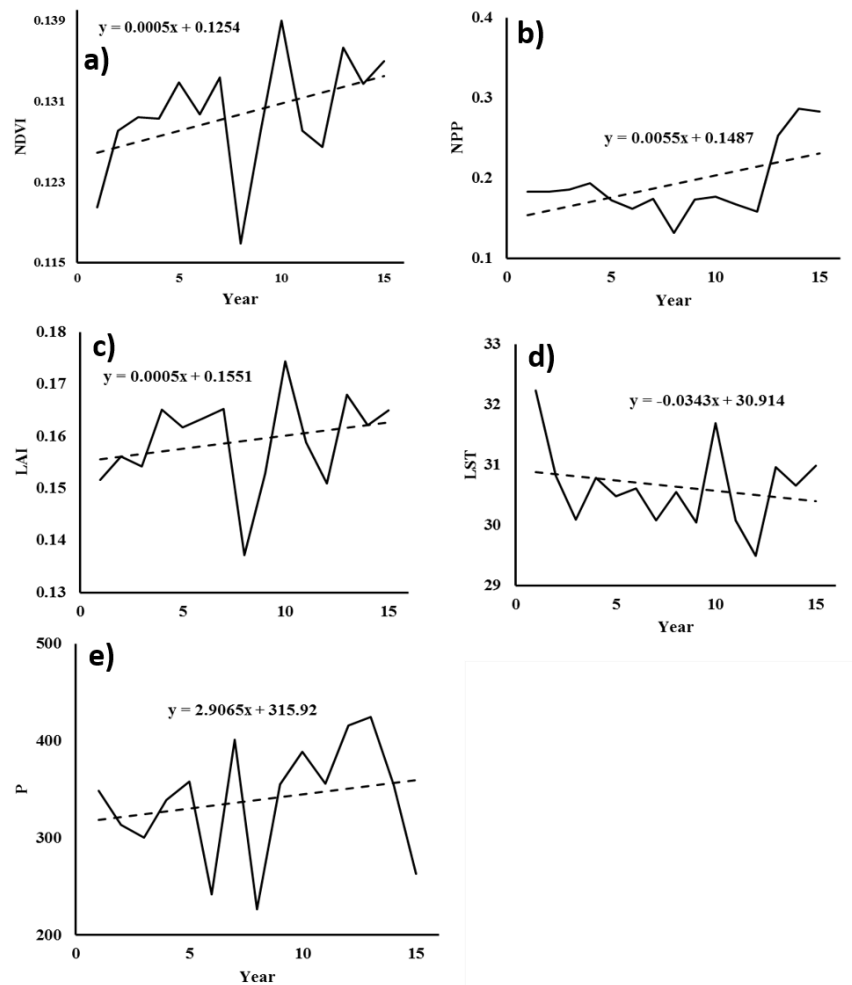 a)
y = 0.0005x + 0.1254
0.139
0.131
0.123
0.115
NDVI
0 5 10 15
Year
b)
y = 0.0055x + 0.1487
0.4
0.3
0.2
0.1
NPP
0 5 10 15
Year
c)
y = 0.0005x + 0.1551
0.18
0.17
0.16
0.15
0.14
0.13
LAI
0 5 10 15
Year
d)
y = -0.0343x + 30.914
33
32
31
30
29
LST
0 5 10 15
Year
e)
y = 2.9065x + 315.92
500
400
300
200
P
0 5 10 15
Year